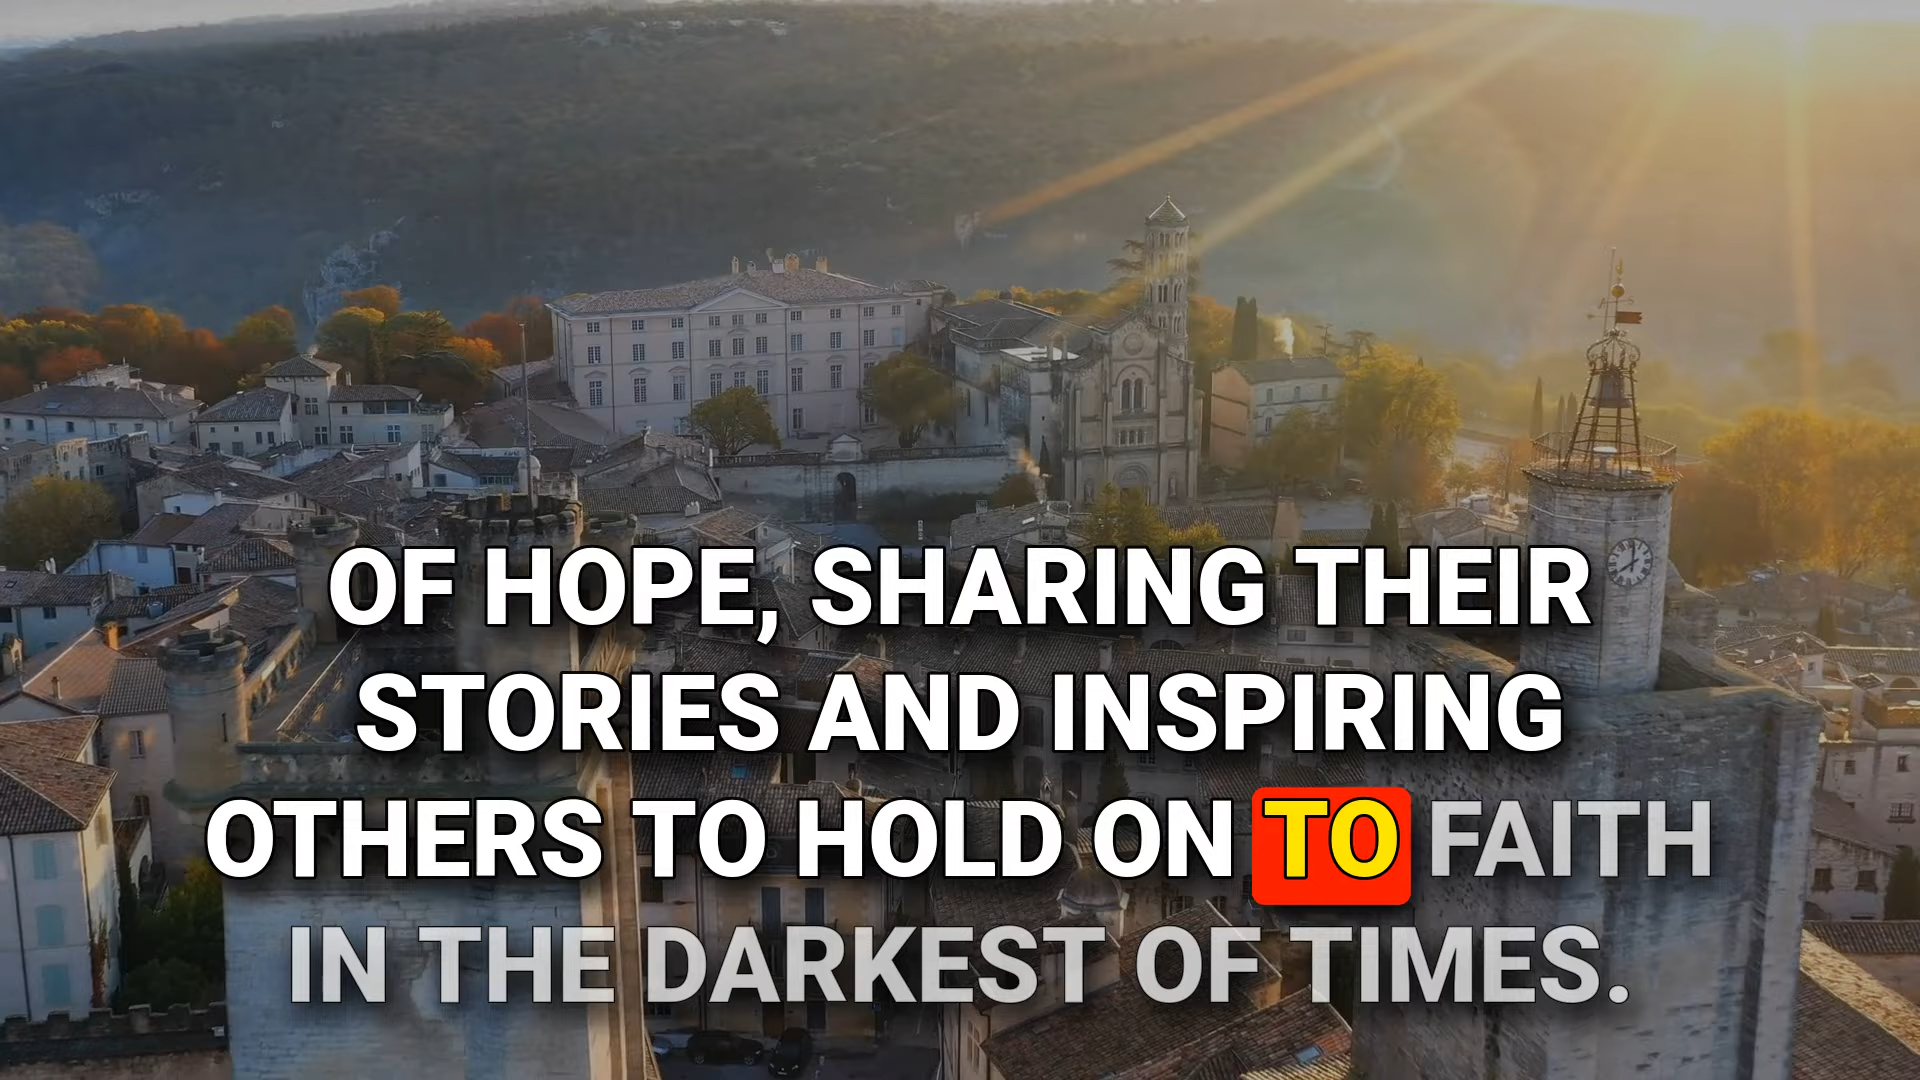 OF HOPE, SHARING THEIR
STORIES AND INSPIRING
OTHERS TO HOLD ON TO FAITH
IN THE DARKEST OF TIMES.